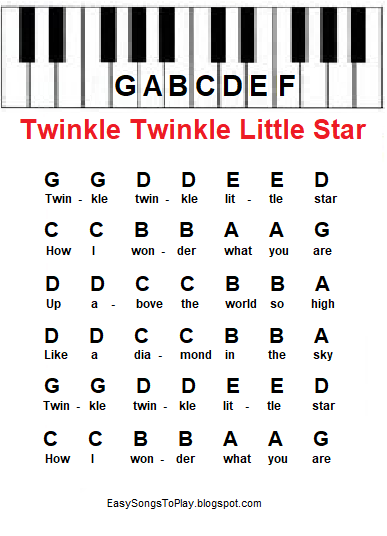 G A B C D E F
Twinkle Twinkle Little Star
G G D D E E D
Twin - kle twin - kle lit - tle star
C C B B A A G
How I won - der what you are
D D C C B B A
Up a - bove the world so high
D D C C B B A
Like a dia - mond in the sky
G G D D E E D
Twin - kle twin - kle lit - tle star
C C B B A A G
How I won - der what you are
EasySongsToPlay.blogspot.com